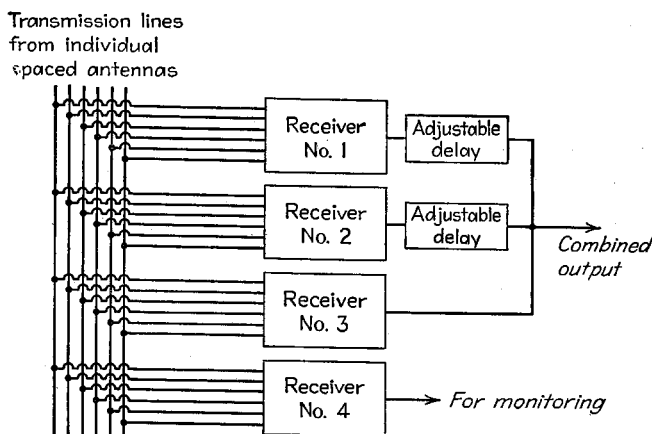 Transmission lines
from individual
spaced antennas
Receiver
No. 1
Adjustable
delay
Receiver
No. 2
Adjustable
delay
Combined
output
Receiver
No. 3
Receiver
No. 4
For monitoring